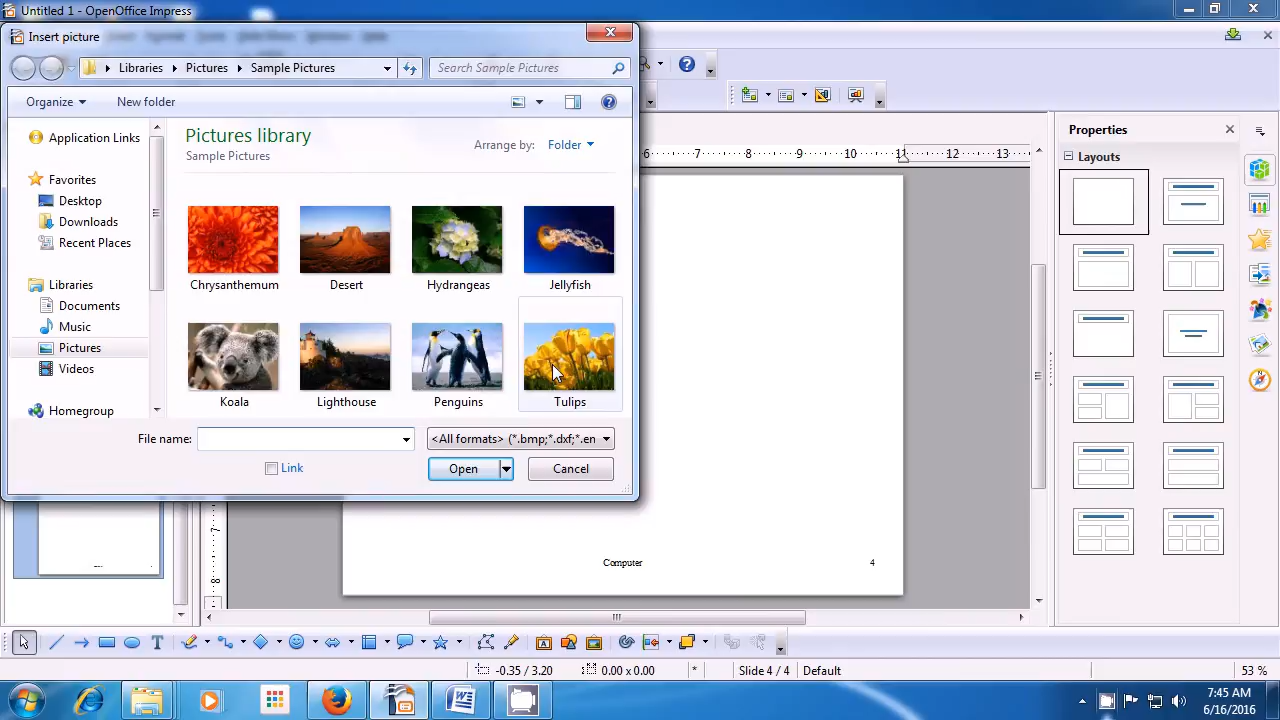 Untitled 1 - OpenOffice Impress
Insert picture
Libraries Pictures Sample Pictures
Search Sample Pictures
Organize New folder
Application Links
Favorites
Desktop
Downloads
Recent Places
Libraries
Documents
Music
Pictures
Videos
Homegroup
Pictures library
Sample Pictures
Arrange by: Folder
Chrysanthemum Desert Hydrangeas Jellyfish
Koala Lighthouse Penguins Tulips
File name:
<All formats> (*.bmp;*.dxf;*.en
Link
Open Cancel
6 7 8 9 10 11 12 13
Properties
Layouts
7
8
Computer 4
-0.35 / 3.20 0.00 x 0.00 * Slide 4 / 4 Default 53 %
7:45 AM
6/16/2016